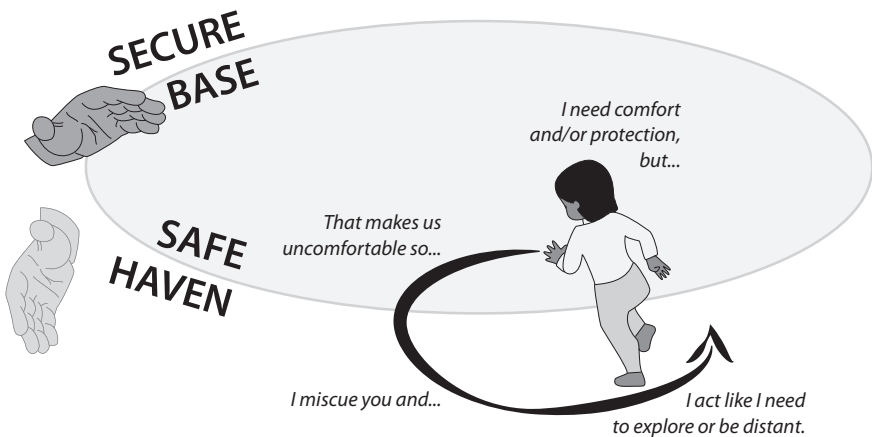 SECURE
BASE
I need comfort
and/or protection,
but...
That makes us
uncomfortable so...
SAFE
HAVEN
I miscue you and...
I act like I need
to explore or be distant.